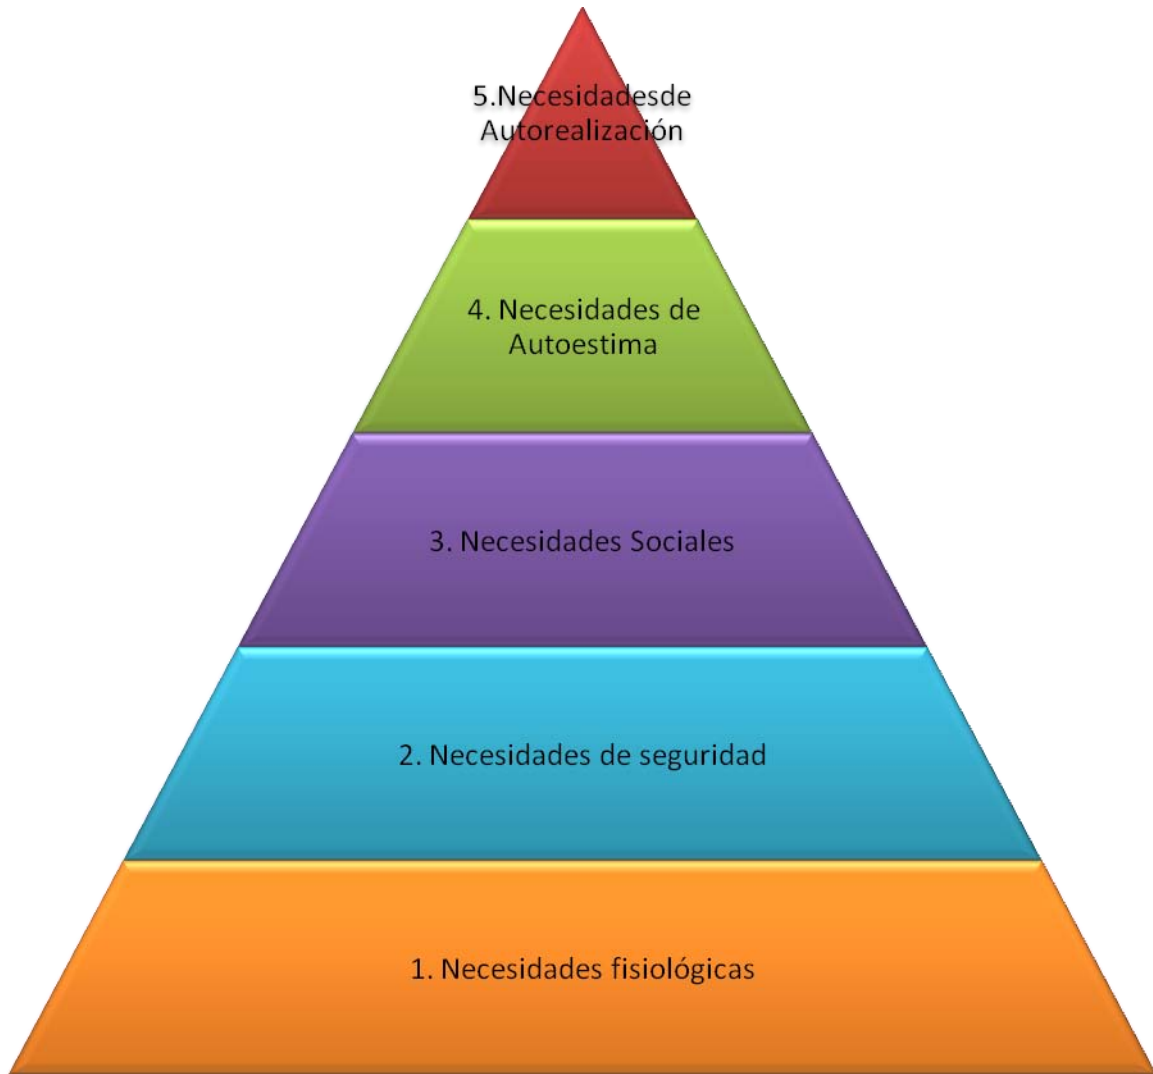 5.Necesidadesde
Autorealización
4. Necesidades de
Autoestima
3. Necesidades Sociales
2. Necesidades de seguridad
1. Necesidades fisiológicas